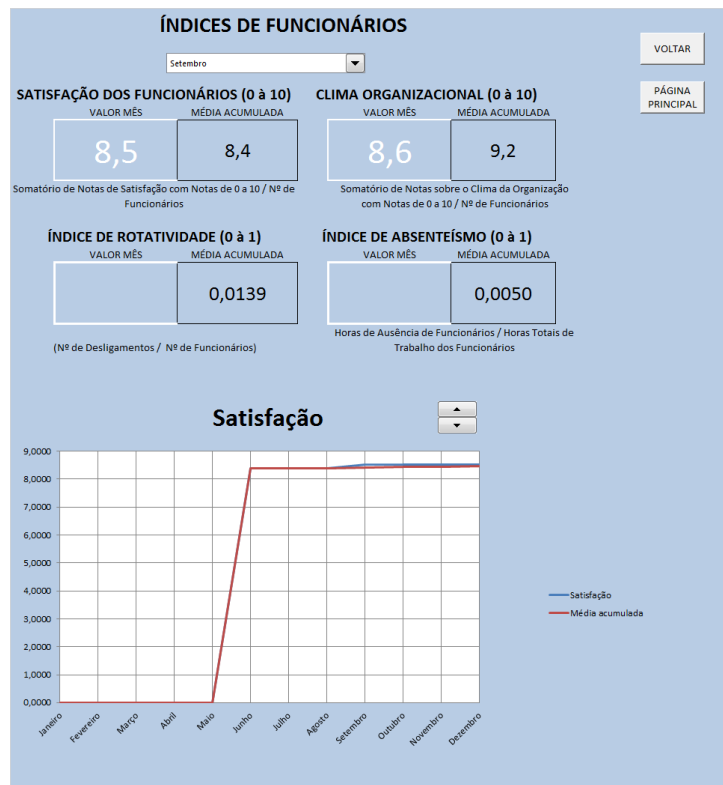 ÍNDICES DE FUNCIONÁRIOS
VOLTAR
Setembro
PÁGINA
PRINCIPAL
SATISFAÇÃO DOS FUNCIONÁRIOS (0 à 10)
VALOR MÊS
MÉDIA ACUMULADA
8,5
8,4
Somatório de Notas de Satisfação com Notas de 0 a 10 / Nº de
Funcionários
CLIMA ORGANIZACIONAL (0 à 10)
VALOR MÊS
MÉDIA ACUMULADA
8,6
9,2
Somatório de Notas sobre o Clima da Organização
com Notas de 0 a 10 / Nº de Funcionários
ÍNDICE DE ROTATIVIDADE (0 à 1)
VALOR MÊS
MÉDIA ACUMULADA
0,0139
(Nº de Desligamentos / Nº de Funcionários)
ÍNDICE DE ABSENTEÍSMO (0 à 1)
VALOR MÊS
MÉDIA ACUMULADA
0,0050
Horas de Ausência de Funcionários / Horas Totais de
Trabalho dos Funcionários
Satisfação
9,0000
8,0000
7,0000
6,0000
5,0000
4,0000
3,0000
2,0000
1,0000
0,0000
Janeiro
Fevereiro
Março
Abril
Maio
Junho
Julho
Agosto
Setembro
Outubro
Novembro
Dezembro
Satisfação
Média acumulada